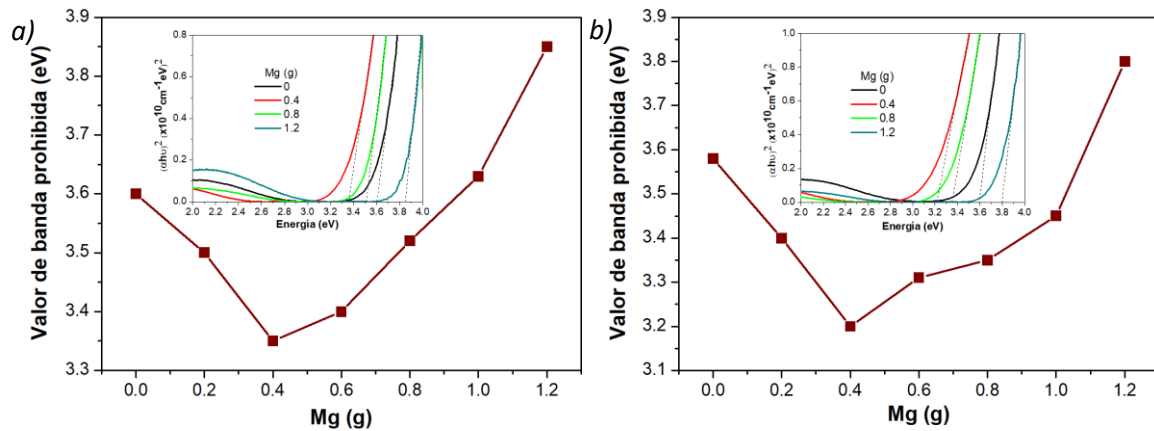 a)
Valor de banda prohibida (eV)
3.9
3.8
3.7
3.6
3.5
3.4
3.3
0.0 0.2 0.4 0.6 0.8 1.0 1.2
Mg (g)
(αhυ)² (x10¹⁰cm⁻¹eV)²
0.8
0.6
0.4
0.2
0.0
2.0 2.2 2.4 2.6 2.8 3.0 3.2 3.4 3.6 3.8 4.0
Energia (eV)
Mg (g)
0
0.4
0.8
1.2
b)
Valor de banda prohibida (eV)
3.9
3.8
3.7
3.6
3.5
3.4
3.3
3.2
3.1
0.0 0.2 0.4 0.6 0.8 1.0 1.2
Mg (g)
(αhυ)² (x10¹⁰cm⁻¹eV)²
1.0
0.8
0.6
0.4
0.2
0.0
2.0 2.2 2.4 2.6 2.8 3.0 3.2 3.4 3.6 3.8 4.0
Energia (eV)
Mg (g)
0
0.4
0.8
1.2